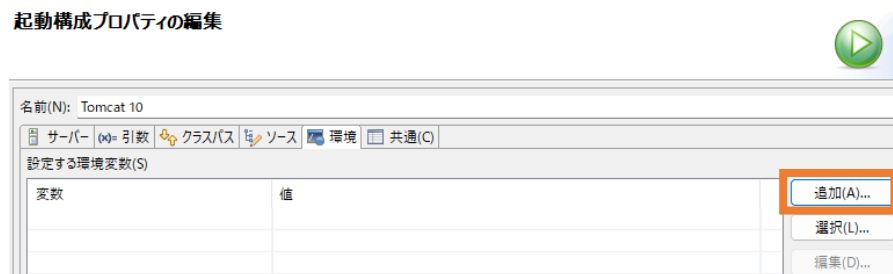 起動構成プロパティの編集
名前(N): Tomcat 10
サーバー (x)= 引数 クラスパス ソース 環境 共通(C)
設定する環境変数(S)
変数 値
追加(A)...
選択(L)...
編集(D)...